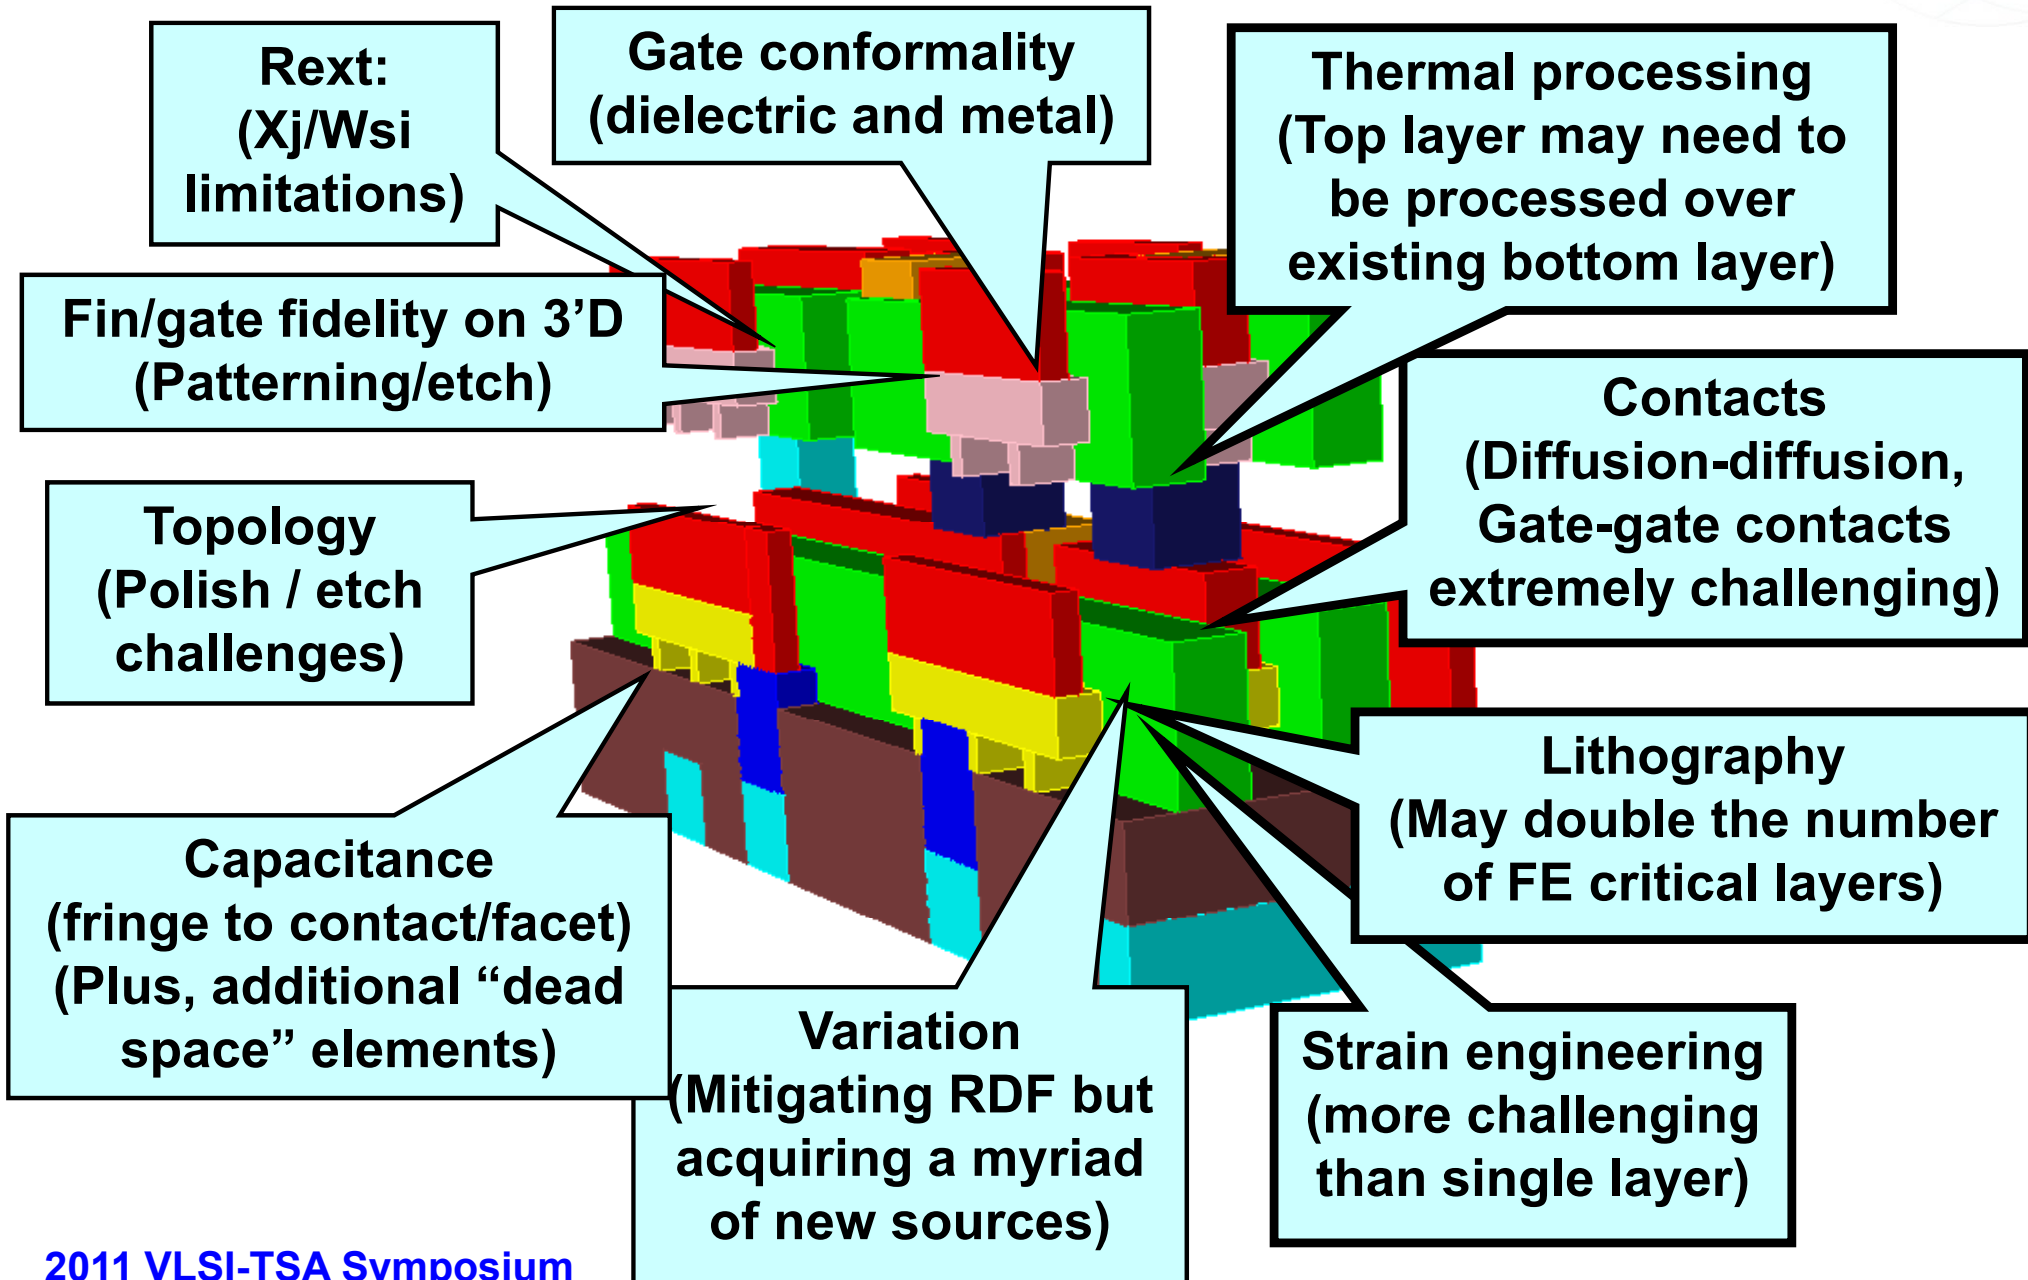 Rext:
(Xj/Wsi
limitations)
Gate conformality
(dielectric and metal)
Thermal processing
(Top layer may need to
be processed over
existing bottom layer)
Fin/gate fidelity on 3’D
(Patterning/etch)
Contacts
(Diffusion-diffusion,
Gate-gate contacts
extremely challenging)
Topology
(Polish / etch
challenges)
Lithography
(May double the number
of FE critical layers)
Capacitance
(fringe to contact/facet)
(Plus, additional “dead
space” elements)
Variation
(Mitigating RDF but
acquiring a myriad
of new sources)
Strain engineering
(more challenging
than single layer)
2011 VLSI-TSA Symposium